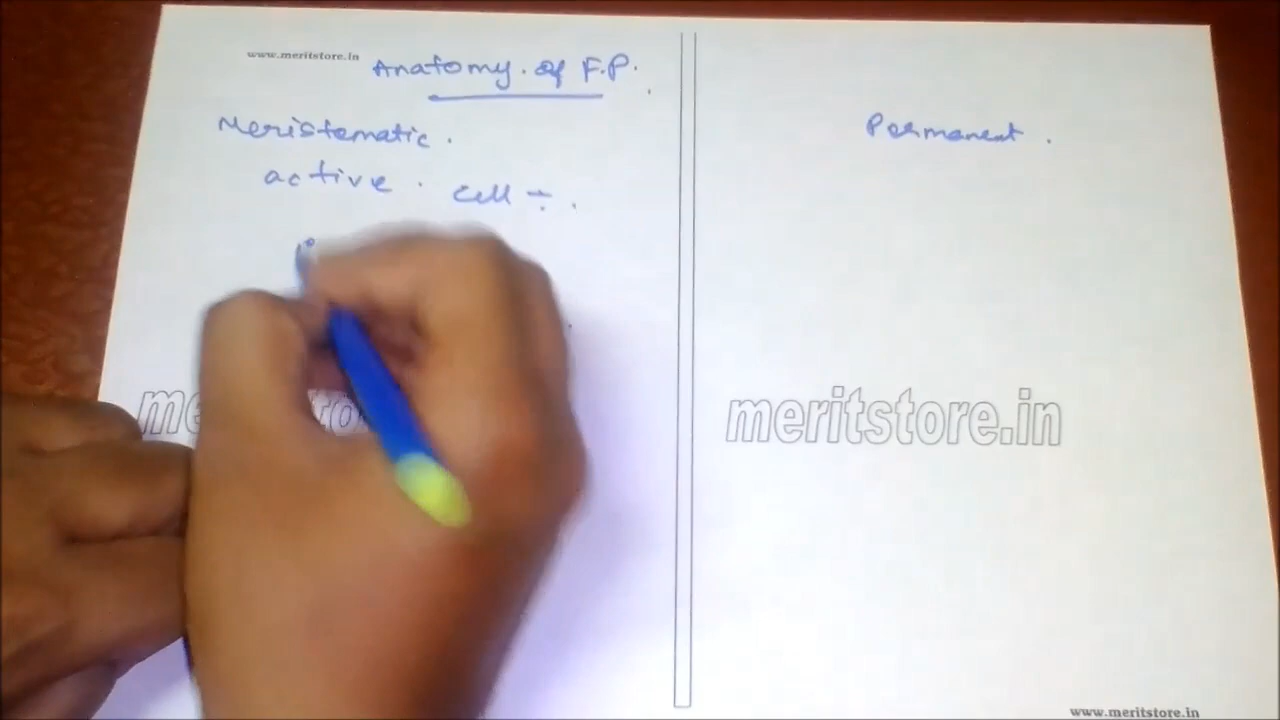 www.meritstore.in
Anatomy. of F.P.
Meristematic.
active. cell ÷.
Permanent.
meritstore.in
www.meritstore.in